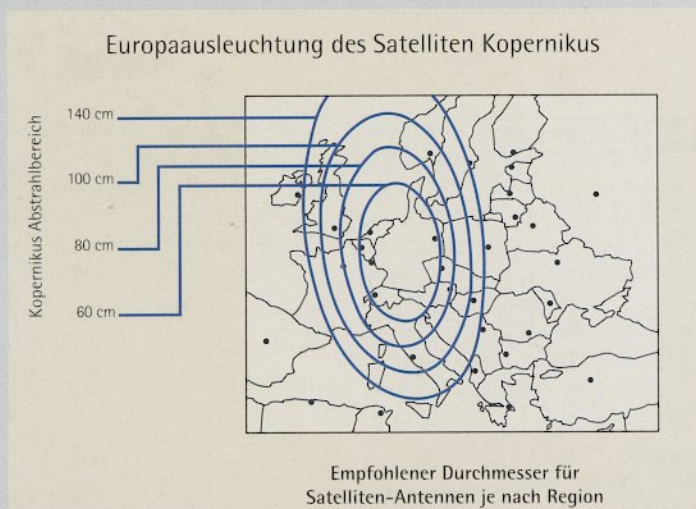 Europaausleuchtung des Satelliten Kopernikus
Kopernikus Abstrahlbereich
140 cm
100 cm
80 cm
60 cm
Empfohlener Durchmesser für
Satelliten-Antennen je nach Region